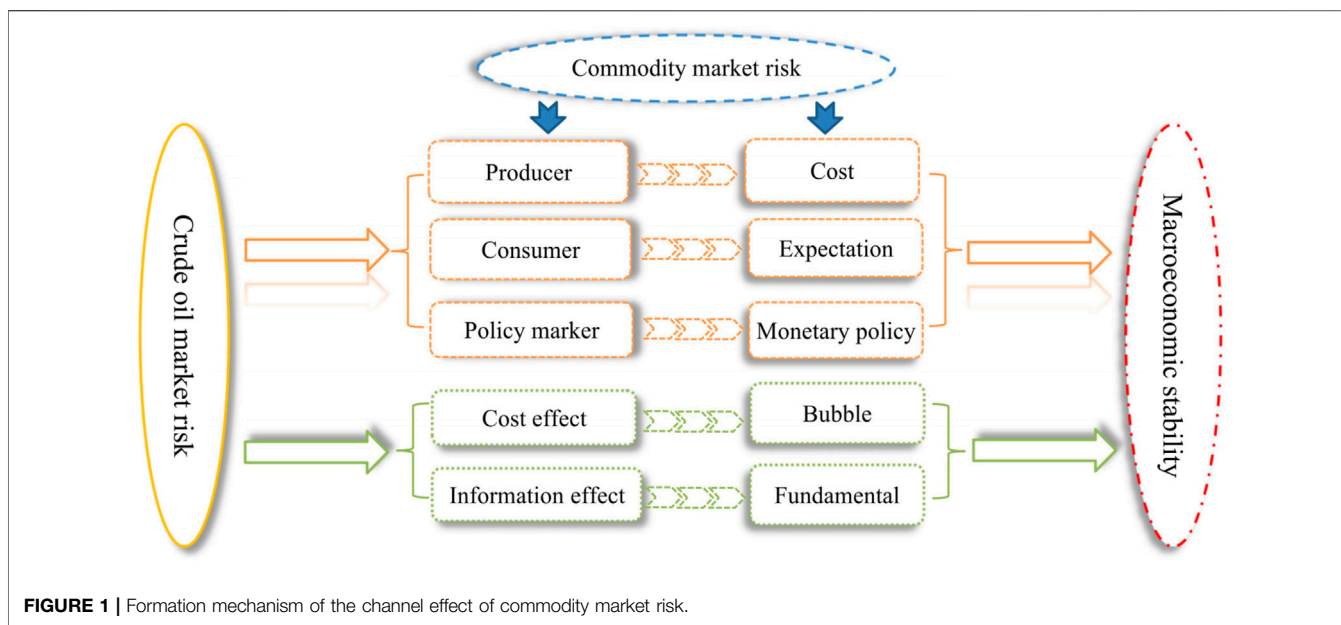 Commodity market risk
Crude oil market risk
Producer
Cost
Consumer
Expectation
Policy marker
Monetary policy
Cost effect
Bubble
Information effect
Fundamental
Macroeconomic stability
FIGURE 1 | Formation mechanism of the channel effect of commodity market risk.